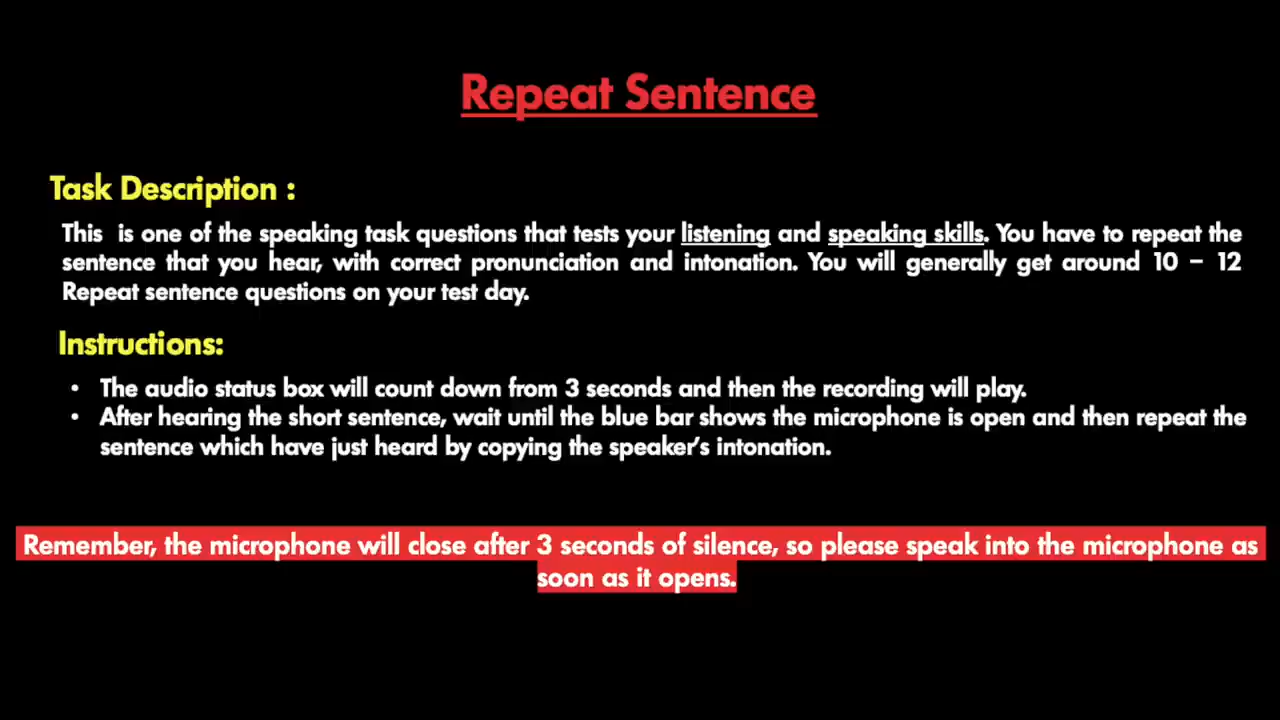 Repeat Sentence
Task Description :
This is one of the speaking task questions that tests your listening and speaking skills. You have to repeat the
sentence that you hear, with correct pronunciation and intonation. You will generally get around 10 – 12
Repeat sentence questions on your test day.
Instructions:
• The audio status box will count down from 3 seconds and then the recording will play.
• After hearing the short sentence, wait until the blue bar shows the microphone is open and then repeat the
sentence which have just heard by copying the speaker’s intonation.
Remember, the microphone will close after 3 seconds of silence, so please speak into the microphone as
soon as it opens.